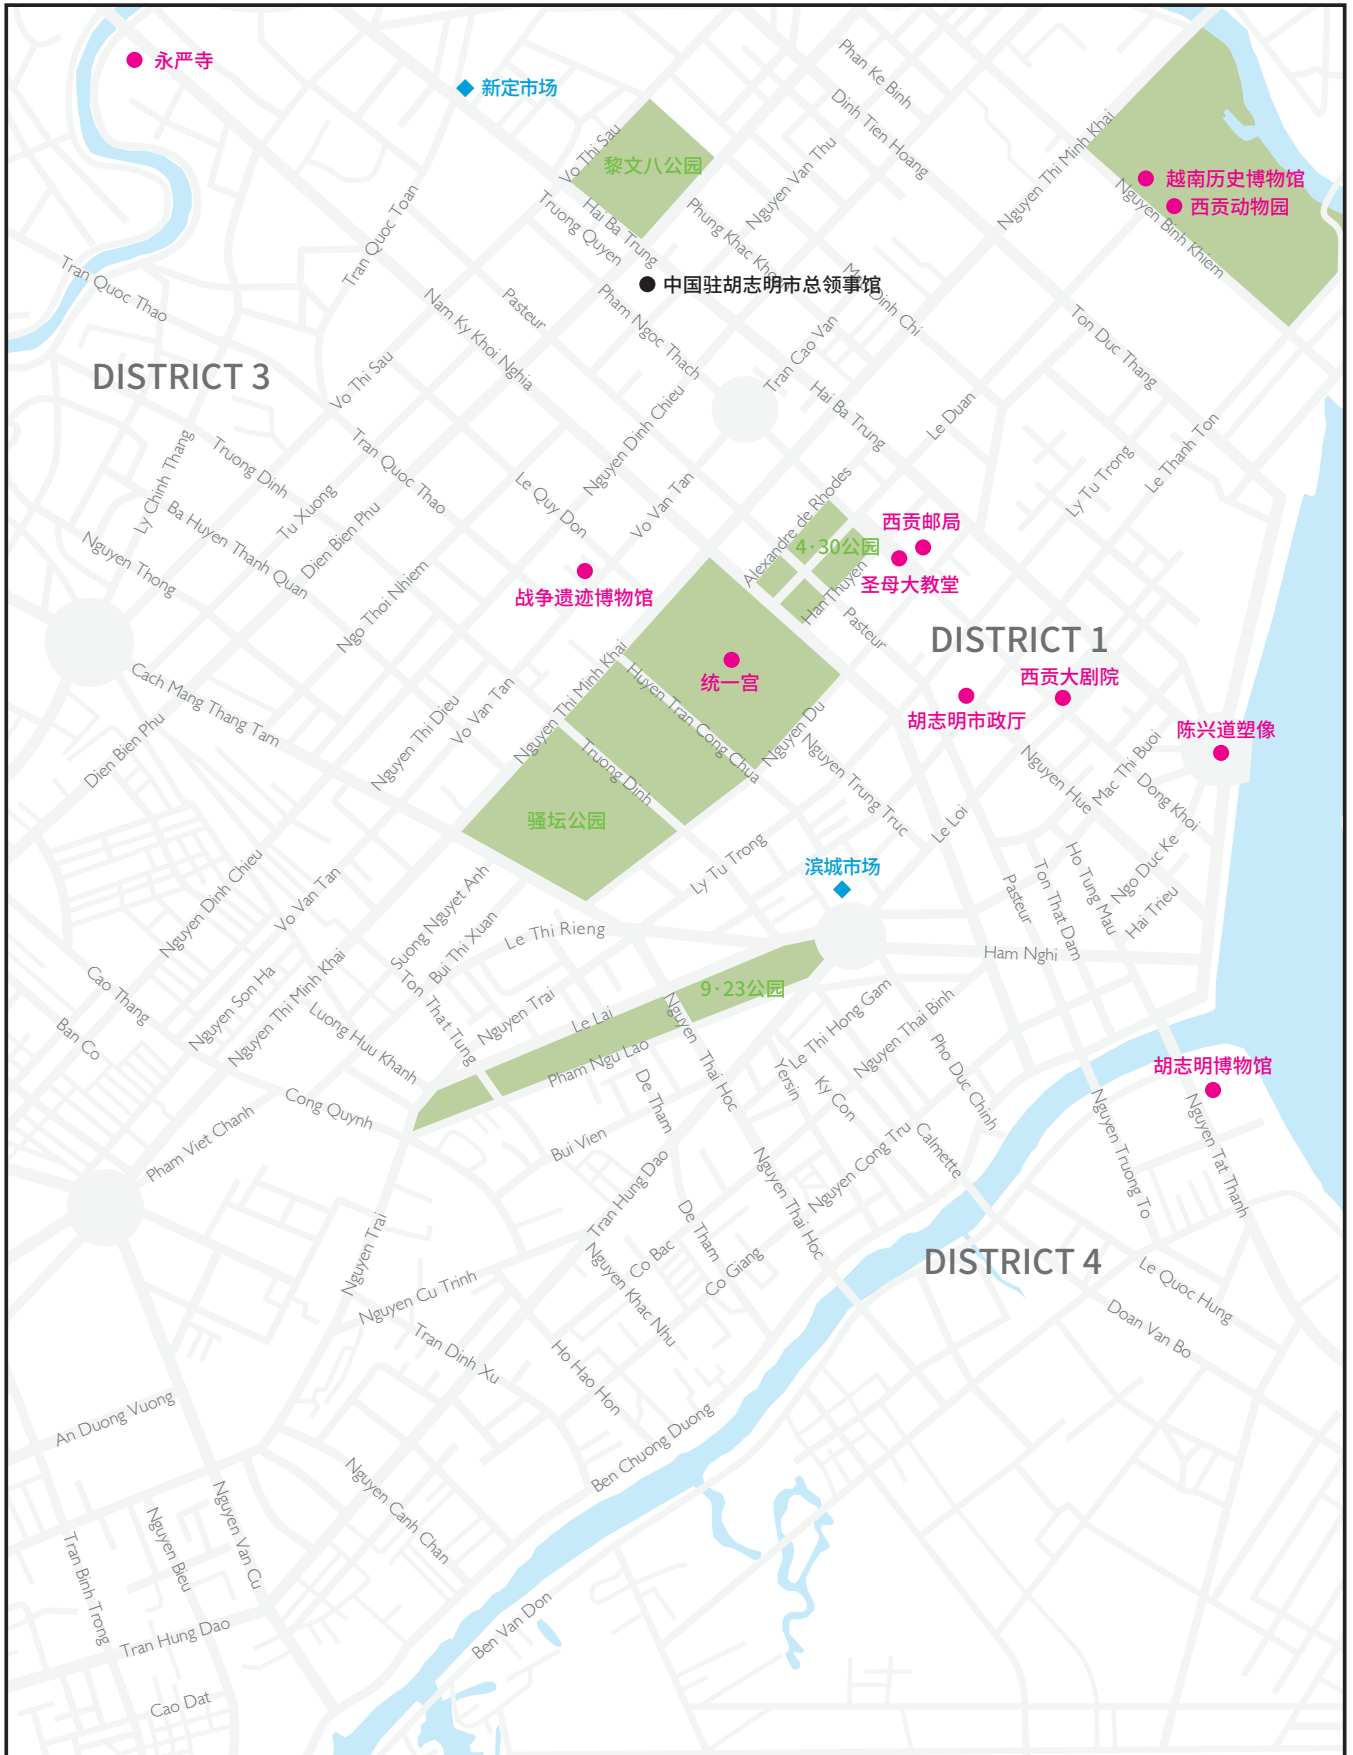 永严寺
新定市场
Phan Ke Binh
Dinh Tien Hoang
Vo Thi Sau
黎文八公园
Nguyen Van Thu
Nguyen Thi Minh Khai
越南历史博物馆
西贡动物园
Nguyen Binh Khiem
Tran Quoc Toan
Truong Quyen
Hai Ba Trung
Phung Khac Khoan
Mac Dinh Chi
中国驻胡志明市总领事馆
Tran Quoc Thao
Nam Ky Khoi Nghia
Pasteur
Pham Ngoc Thach
Tran Cao Van
Ton Duc Thang
DISTRICT 3
Vo Thi Sau
Nguyen Dinh Chieu
Hai Ba Trung
Le Duan
Ly Chinh Thang
Truong Dinh
Tran Quoc Thao
Le Quy Don
Vo Van Tan
Ly Tu Trong
Le Thanh Ton
Tu Xuong
Ba Huyen Thanh Quan
Dien Bien Phu
Alexandre de Rhodes
4·30公园
西贡邮局
圣母大教堂
Han Thuyen
Nguyen Thong
Ngo Thoi Nhiem
战争遗迹博物馆
Pasteur
DISTRICT 1
统一宫
西贡大剧院
胡志明市政厅
陈兴道塑像
Cach Mang Thang Tam
Dien Bien Phu
Nguyen Thi Dieu
Vo Van Tan
Nguyen Thi Minh Khai
Huyen Tran Cong Chua
Nguyen Du
Truong Dinh
Nguyen Trung Truc
Nguyen Hue
Mac Thi Buoi
Dong Khoi
骚坛公园
Le Loi
Ly Tu Trong
滨城市场
Ho Tung Mau
Ngo Duc Ke
Ton That Dam
Pasteur
Hai Trieu
Nguyen Dinh Chieu
Vo Van Tan
Suong Nguyet Anh
Bui Thi Xuan
Le Thi Rieng
Ham Nghi
9·23公园
Cao Thang
Ban Co
Nguyen Son Ha
Nguyen Thi Minh Khai
Luong Huu Khanh
Ton That Tung
Nguyen Trai
Le Lai
Pham Ngu Lao
Nguyen Thai Hoc
Le Thi Hong Gam
Nguyen Thai Binh
Yersin
Ky Con
Pho Duc Chinh
胡志明博物馆
Cong Quynh
Pham Viet Chanh
De Tham
Bui Vien
Nguyen Cong Tru
Calmette
Nguyen Truong To
Nguyen Tat Thanh
Nguyen Trai
Tran Hung Dao
De Tham
Nguyen Thai Hoc
Co Bac
Co Giang
DISTRICT 4
Nguyen Cu Trinh
Nguyen Khac Nhu
Le Quoc Hung
Doan Van Bo
Tran Dinh Xu
Ho Hao Hon
An Duong Vuong
Ben Chuong Duong
Nguyen Canh Chan
Nguyen Van Cu
Nguyen Bieu
Tran Binh Trong
Tran Hung Dao
Ben Van Don
Cao Dat